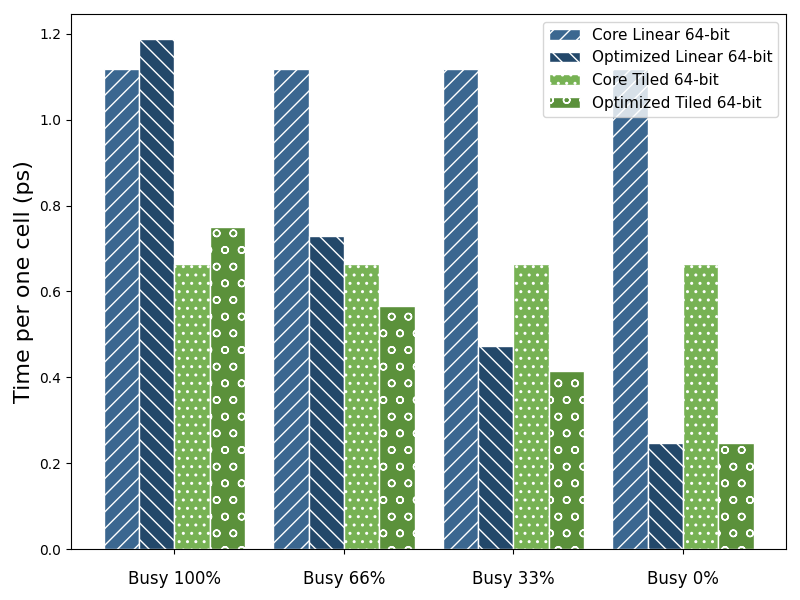 Time per one cell (ps)
1.2
1.0
0.8
0.6
0.4
0.2
0.0
Core Linear 64-bit
Optimized Linear 64-bit
Core Tiled 64-bit
Optimized Tiled 64-bit
Busy 100%
Busy 66%
Busy 33%
Busy 0%